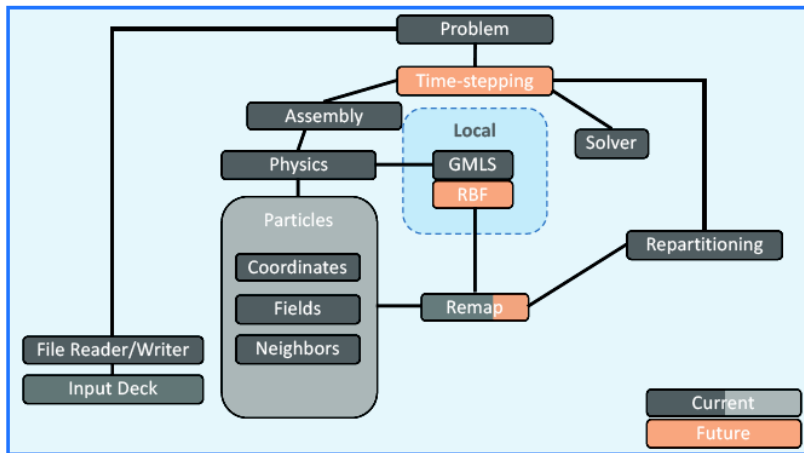 Problem
Time-stepping
Assembly
Local
Solver
Physics
GMLS
RBF
Particles
Repartitioning
Coordinates
Fields
Remap
Neighbors
File Reader/Writer
Input Deck
Current
Future